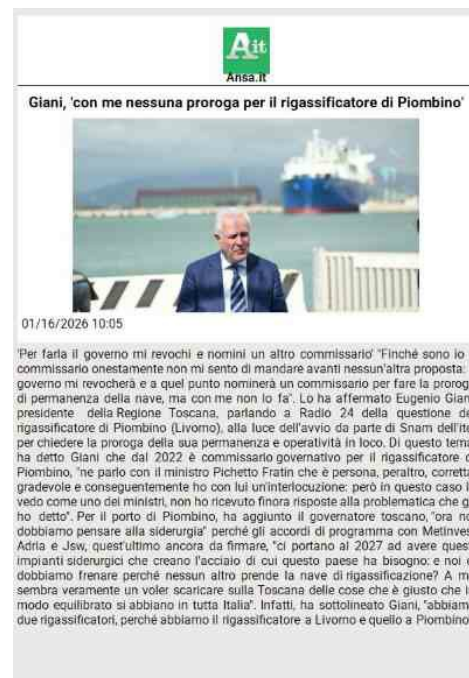 Ait
Ansa.it
Giani, 'con me nessuna proroga per il rigassificatore di Piombino'
01/16/2026 10:05
'Per farla il governo mi revochi e nomini un altro commissario' "Finché sono io
commissario onestamente non mi sento di mandare avanti nessun'altra proposta:
governo mi revocherà e a quel punto nominerà un commissario per fare la prorog
di permanenza della nave, ma con me non lo fa". Lo ha affermato Eugenio Gian
presidente della Regione Toscana, parlando a Radio 24 della questione de
rigassificatore di Piombino (Livorno), alla luce dell'avvio da parte di Snam dell'ite
per chiedere la proroga della sua permanenza e operatività in loco. Di questo tema
ha detto Giani che dal 2022 è commissario governativo per il rigassificatore d
Piombino, "ne parlo con il ministro Pichetto Fratin che è persona, peraltro, corretta
gradevole e conseguentemente ho con lui un'interlocuzione: però in questo caso l
vedo come uno dei ministri, non ho ricevuto finora risposte alla problematica che g
ho detto". Per il porto di Piombino, ha aggiunto il governatore toscano, "ora no
dobbiamo pensare alla siderurgia" perché gli accordi di programma con Metinves
Adria e Jsw, quest'ultimo ancora da firmare, "ci portano al 2027 ad avere quest
impianti siderurgici che creano l'acciaio di cui questo paese ha bisogno: e noi c
dobbiamo frenare perché nessun altro prende la nave di rigassificazione? A m
sembra veramente un voler scaricare sulla Toscana delle cose che è giusto che i
modo equilibrato si abbiano in tutta Italia". Infatti, ha sottolineato Giani, "abbiam
due rigassificatori, perché abbiamo il rigassificatore a Livorno e quello a Piombino